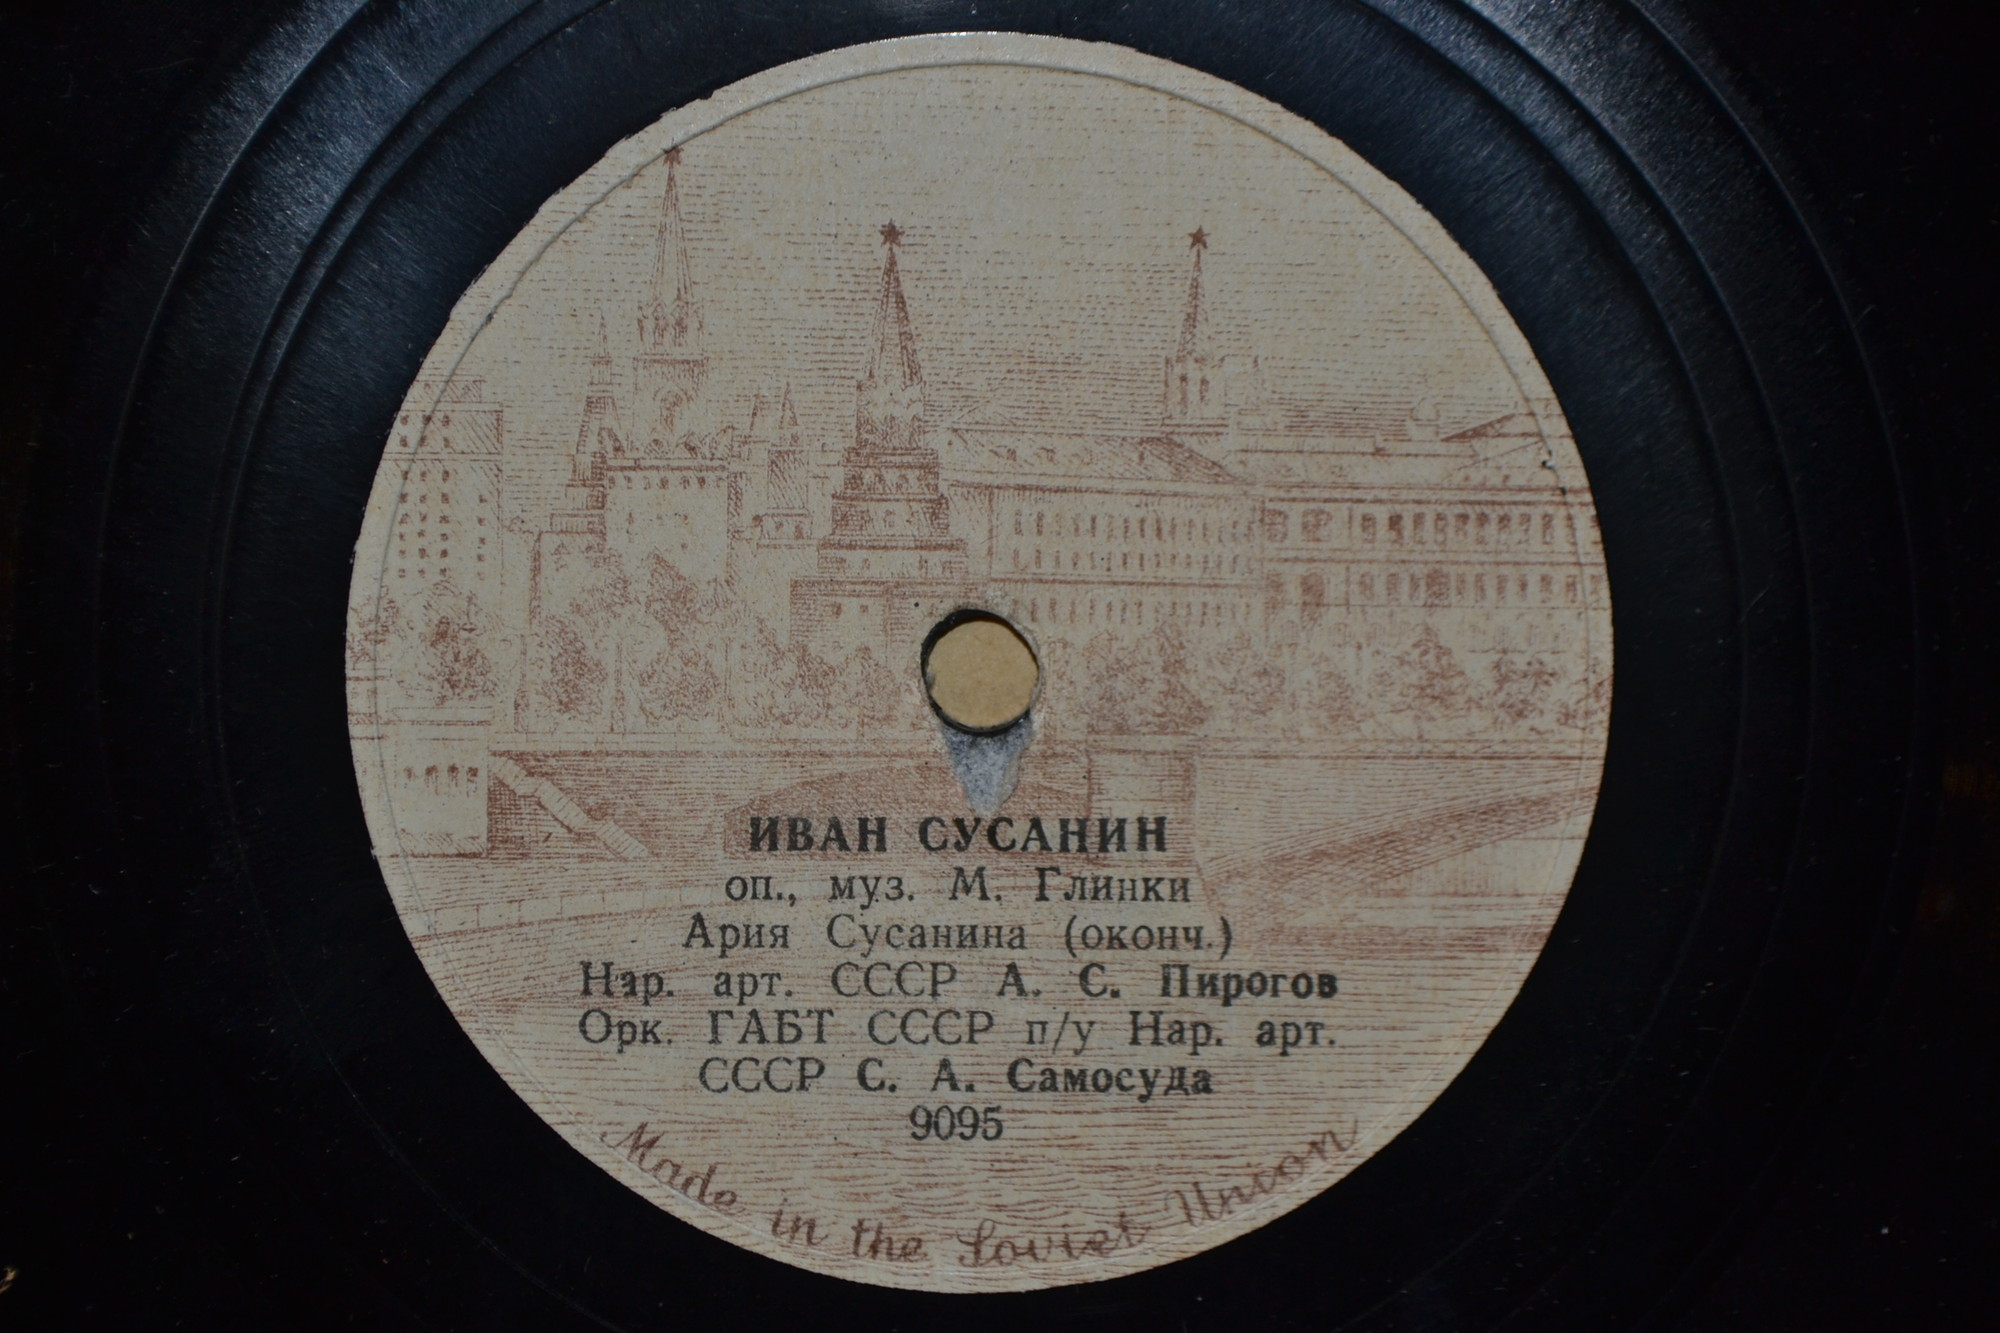 ИВАН СУСАНИН
оп., муз. М. Глинки
Ария Сусанина (оконч.)
Нар. арт. СССР А. С. Пирогов
Орк. ГАБТ СССР п/у Нар. арт.
СССР С. А. Самосуда
9095
Made in the Soviet Union